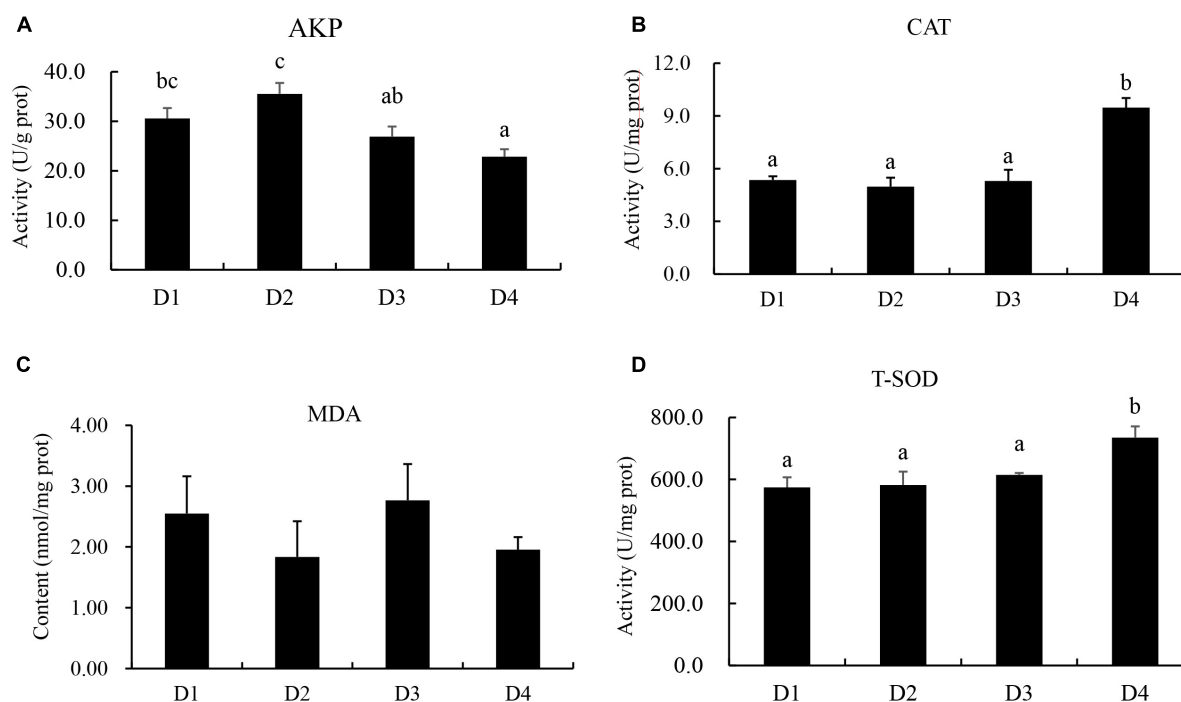 A
AKP
Activity (U/g prot)
40.0
30.0
20.0
10.0
0.0
bc
c
ab
a
D1
D2
D3
D4
B
CAT
Activity (U/mg prot)
12.0
9.0
6.0
3.0
0.0
a
a
a
b
D1
D2
D3
D4
C
MDA
Content (nmol/mg prot)
4.00
3.00
2.00
1.00
0.00
D1
D2
D3
D4
D
T-SOD
Activity (U/mg prot)
800.0
600.0
400.0
200.0
0.0
a
a
a
b
D1
D2
D3
D4